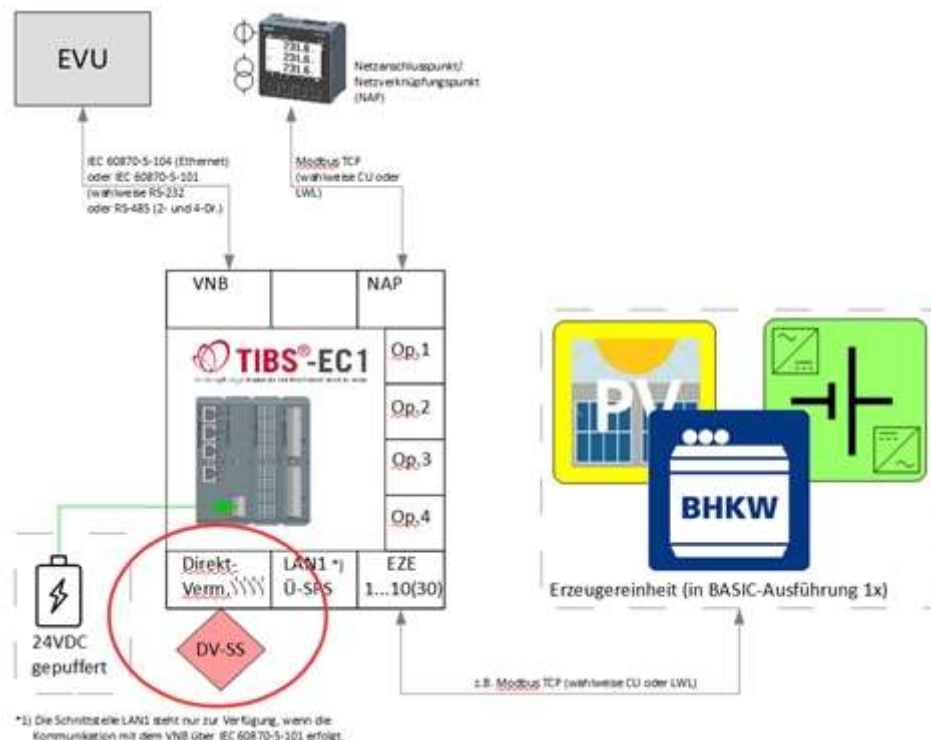 EVU
231.6
231.6
231.6
Netzanschlusspunkt/
Netzverknüpfungspunkt
(NAP)
IEC 60870-5-104 (Ethernet)
oder IEC 60870-5-101
(wahlweise RS-232
oder RS-485 (2- und 4-Dr.)
Modbus TCP
(wahlweise CU oder
LWL)
VNB
NAP
TIBS®-EC1
Op.1
Op.2
Op.3
Op.4
Direkt-
Verm.
LAN1 *)
Ü-SPS
EZE
1...10(30)
DV-SS
24VDC
gepuffert
PV
BHKW
Erzeugereinheit (in BASIC-Ausführung 1x)
z.B. Modbus TCP (wahlweise CU oder LWL)
*1) Die Schnittstelle LAN1 steht nur zur Verfügung, wenn die
Kommunikation mit dem VNB über IEC 60870-5-101 erfolgt.